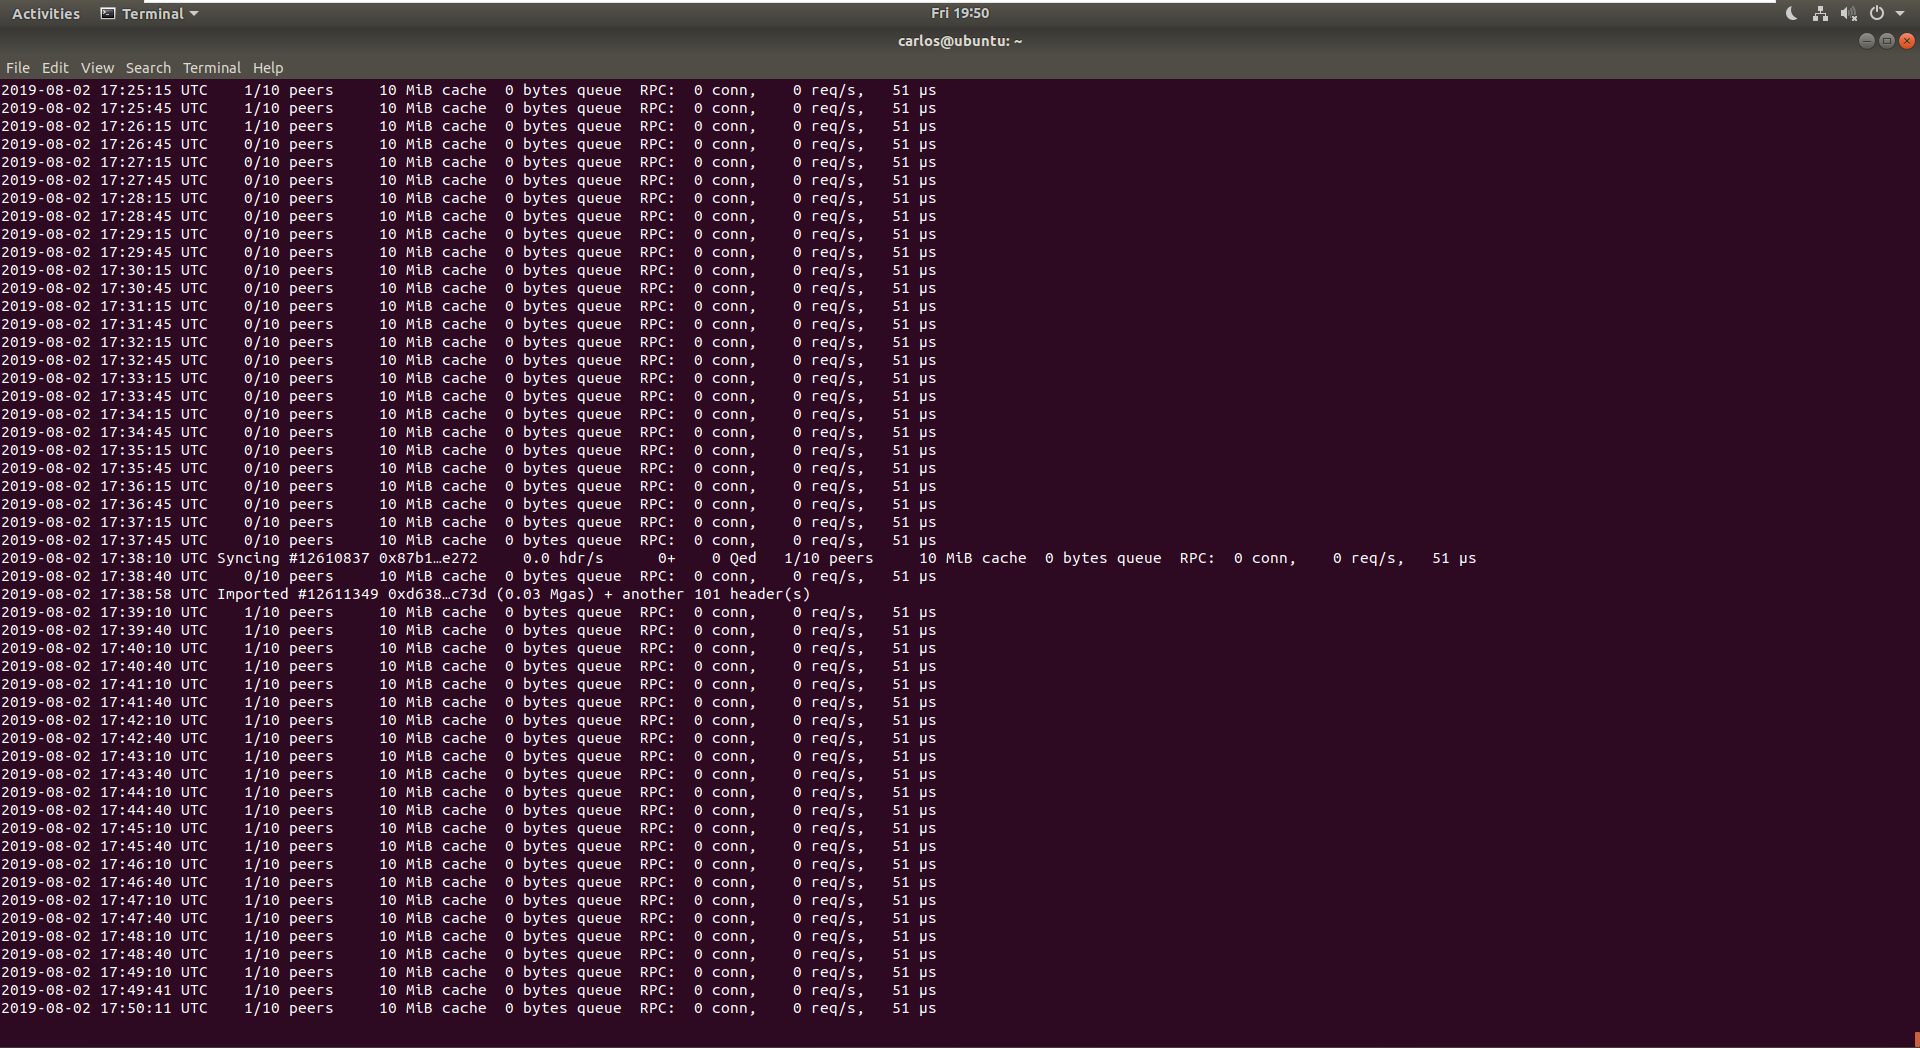 Activities Terminal Fri 19:50
carlos@ubuntu: ~
File Edit View Search Terminal Help
2019-08-02 17:25:15 UTC    1/10 peers     10 MiB cache  0 bytes queue  RPC:  0 conn,    0 req/s,   51 µs
2019-08-02 17:25:45 UTC    1/10 peers     10 MiB cache  0 bytes queue  RPC:  0 conn,    0 req/s,   51 µs
2019-08-02 17:26:15 UTC    1/10 peers     10 MiB cache  0 bytes queue  RPC:  0 conn,    0 req/s,   51 µs
2019-08-02 17:26:45 UTC    0/10 peers     10 MiB cache  0 bytes queue  RPC:  0 conn,    0 req/s,   51 µs
2019-08-02 17:27:15 UTC    0/10 peers     10 MiB cache  0 bytes queue  RPC:  0 conn,    0 req/s,   51 µs
2019-08-02 17:27:45 UTC    0/10 peers     10 MiB cache  0 bytes queue  RPC:  0 conn,    0 req/s,   51 µs
2019-08-02 17:28:15 UTC    0/10 peers     10 MiB cache  0 bytes queue  RPC:  0 conn,    0 req/s,   51 µs
2019-08-02 17:28:45 UTC    0/10 peers     10 MiB cache  0 bytes queue  RPC:  0 conn,    0 req/s,   51 µs
2019-08-02 17:29:15 UTC    0/10 peers     10 MiB cache  0 bytes queue  RPC:  0 conn,    0 req/s,   51 µs
2019-08-02 17:29:45 UTC    0/10 peers     10 MiB cache  0 bytes queue  RPC:  0 conn,    0 req/s,   51 µs
2019-08-02 17:30:15 UTC    0/10 peers     10 MiB cache  0 bytes queue  RPC:  0 conn,    0 req/s,   51 µs
2019-08-02 17:30:45 UTC    0/10 peers     10 MiB cache  0 bytes queue  RPC:  0 conn,    0 req/s,   51 µs
2019-08-02 17:31:15 UTC    0/10 peers     10 MiB cache  0 bytes queue  RPC:  0 conn,    0 req/s,   51 µs
2019-08-02 17:31:45 UTC    0/10 peers     10 MiB cache  0 bytes queue  RPC:  0 conn,    0 req/s,   51 µs
2019-08-02 17:32:15 UTC    0/10 peers     10 MiB cache  0 bytes queue  RPC:  0 conn,    0 req/s,   51 µs
2019-08-02 17:32:45 UTC    0/10 peers     10 MiB cache  0 bytes queue  RPC:  0 conn,    0 req/s,   51 µs
2019-08-02 17:33:15 UTC    0/10 peers     10 MiB cache  0 bytes queue  RPC:  0 conn,    0 req/s,   51 µs
2019-08-02 17:33:45 UTC    0/10 peers     10 MiB cache  0 bytes queue  RPC:  0 conn,    0 req/s,   51 µs
2019-08-02 17:34:15 UTC    0/10 peers     10 MiB cache  0 bytes queue  RPC:  0 conn,    0 req/s,   51 µs
2019-08-02 17:34:45 UTC    0/10 peers     10 MiB cache  0 bytes queue  RPC:  0 conn,    0 req/s,   51 µs
2019-08-02 17:35:15 UTC    0/10 peers     10 MiB cache  0 bytes queue  RPC:  0 conn,    0 req/s,   51 µs
2019-08-02 17:35:45 UTC    0/10 peers     10 MiB cache  0 bytes queue  RPC:  0 conn,    0 req/s,   51 µs
2019-08-02 17:36:15 UTC    0/10 peers     10 MiB cache  0 bytes queue  RPC:  0 conn,    0 req/s,   51 µs
2019-08-02 17:36:45 UTC    0/10 peers     10 MiB cache  0 bytes queue  RPC:  0 conn,    0 req/s,   51 µs
2019-08-02 17:37:15 UTC    0/10 peers     10 MiB cache  0 bytes queue  RPC:  0 conn,    0 req/s,   51 µs
2019-08-02 17:37:45 UTC    0/10 peers     10 MiB cache  0 bytes queue  RPC:  0 conn,    0 req/s,   51 µs
2019-08-02 17:38:10 UTC Syncing #12610837 0x87b1…e272     0.0 hdr/s      0+    0 Qed   1/10 peers     10 MiB cache  0 bytes queue  RPC:  0 conn,    0 req/s,   51 µs
2019-08-02 17:38:40 UTC    0/10 peers     10 MiB cache  0 bytes queue  RPC:  0 conn,    0 req/s,   51 µs
2019-08-02 17:38:58 UTC Imported #12611349 0xd638…c73d (0.03 Mgas) + another 101 header(s)
2019-08-02 17:39:10 UTC    1/10 peers     10 MiB cache  0 bytes queue  RPC:  0 conn,    0 req/s,   51 µs
2019-08-02 17:39:40 UTC    1/10 peers     10 MiB cache  0 bytes queue  RPC:  0 conn,    0 req/s,   51 µs
2019-08-02 17:40:10 UTC    1/10 peers     10 MiB cache  0 bytes queue  RPC:  0 conn,    0 req/s,   51 µs
2019-08-02 17:40:40 UTC    1/10 peers     10 MiB cache  0 bytes queue  RPC:  0 conn,    0 req/s,   51 µs
2019-08-02 17:41:10 UTC    1/10 peers     10 MiB cache  0 bytes queue  RPC:  0 conn,    0 req/s,   51 µs
2019-08-02 17:41:40 UTC    1/10 peers     10 MiB cache  0 bytes queue  RPC:  0 conn,    0 req/s,   51 µs
2019-08-02 17:42:10 UTC    1/10 peers     10 MiB cache  0 bytes queue  RPC:  0 conn,    0 req/s,   51 µs
2019-08-02 17:42:40 UTC    1/10 peers     10 MiB cache  0 bytes queue  RPC:  0 conn,    0 req/s,   51 µs
2019-08-02 17:43:10 UTC    1/10 peers     10 MiB cache  0 bytes queue  RPC:  0 conn,    0 req/s,   51 µs
2019-08-02 17:43:40 UTC    1/10 peers     10 MiB cache  0 bytes queue  RPC:  0 conn,    0 req/s,   51 µs
2019-08-02 17:44:10 UTC    1/10 peers     10 MiB cache  0 bytes queue  RPC:  0 conn,    0 req/s,   51 µs
2019-08-02 17:44:40 UTC    1/10 peers     10 MiB cache  0 bytes queue  RPC:  0 conn,    0 req/s,   51 µs
2019-08-02 17:45:10 UTC    1/10 peers     10 MiB cache  0 bytes queue  RPC:  0 conn,    0 req/s,   51 µs
2019-08-02 17:45:40 UTC    1/10 peers     10 MiB cache  0 bytes queue  RPC:  0 conn,    0 req/s,   51 µs
2019-08-02 17:46:10 UTC    1/10 peers     10 MiB cache  0 bytes queue  RPC:  0 conn,    0 req/s,   51 µs
2019-08-02 17:46:40 UTC    1/10 peers     10 MiB cache  0 bytes queue  RPC:  0 conn,    0 req/s,   51 µs
2019-08-02 17:47:10 UTC    1/10 peers     10 MiB cache  0 bytes queue  RPC:  0 conn,    0 req/s,   51 µs
2019-08-02 17:47:40 UTC    1/10 peers     10 MiB cache  0 bytes queue  RPC:  0 conn,    0 req/s,   51 µs
2019-08-02 17:48:10 UTC    1/10 peers     10 MiB cache  0 bytes queue  RPC:  0 conn,    0 req/s,   51 µs
2019-08-02 17:48:40 UTC    1/10 peers     10 MiB cache  0 bytes queue  RPC:  0 conn,    0 req/s,   51 µs
2019-08-02 17:49:10 UTC    1/10 peers     10 MiB cache  0 bytes queue  RPC:  0 conn,    0 req/s,   51 µs
2019-08-02 17:49:41 UTC    1/10 peers     10 MiB cache  0 bytes queue  RPC:  0 conn,    0 req/s,   51 µs
2019-08-02 17:50:11 UTC    1/10 peers     10 MiB cache  0 bytes queue  RPC:  0 conn,    0 req/s,   51 µs